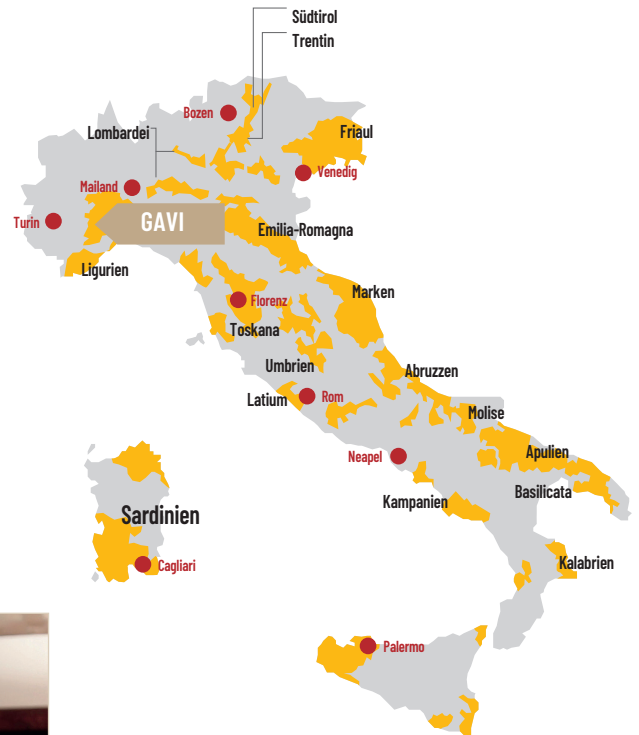 Südtirol
Trentin
Bozen
Lombardei
Friaul
Venedig
Mailand
Turin
GAVI
Emilia-Romagna
Ligurien
Marken
Florenz
Toskana
Umbrien
Abruzzen
Latium
Rom
Molise
Neapel
Apulien
Basilicata
Kampanien
Sardinien
Kalabrien
Cagliari
Palermo